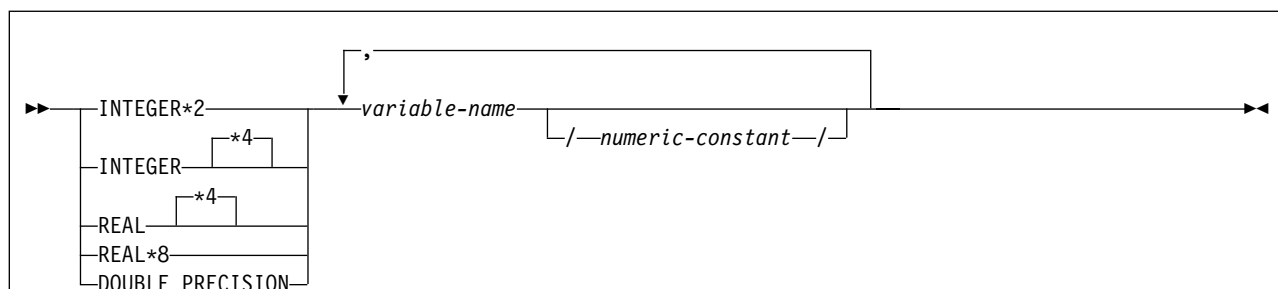 ,
INTEGER*2 variable-name
/ numeric-constant /
*4
INTEGER
*4
REAL
REAL*8
DOUBLE PRECISION